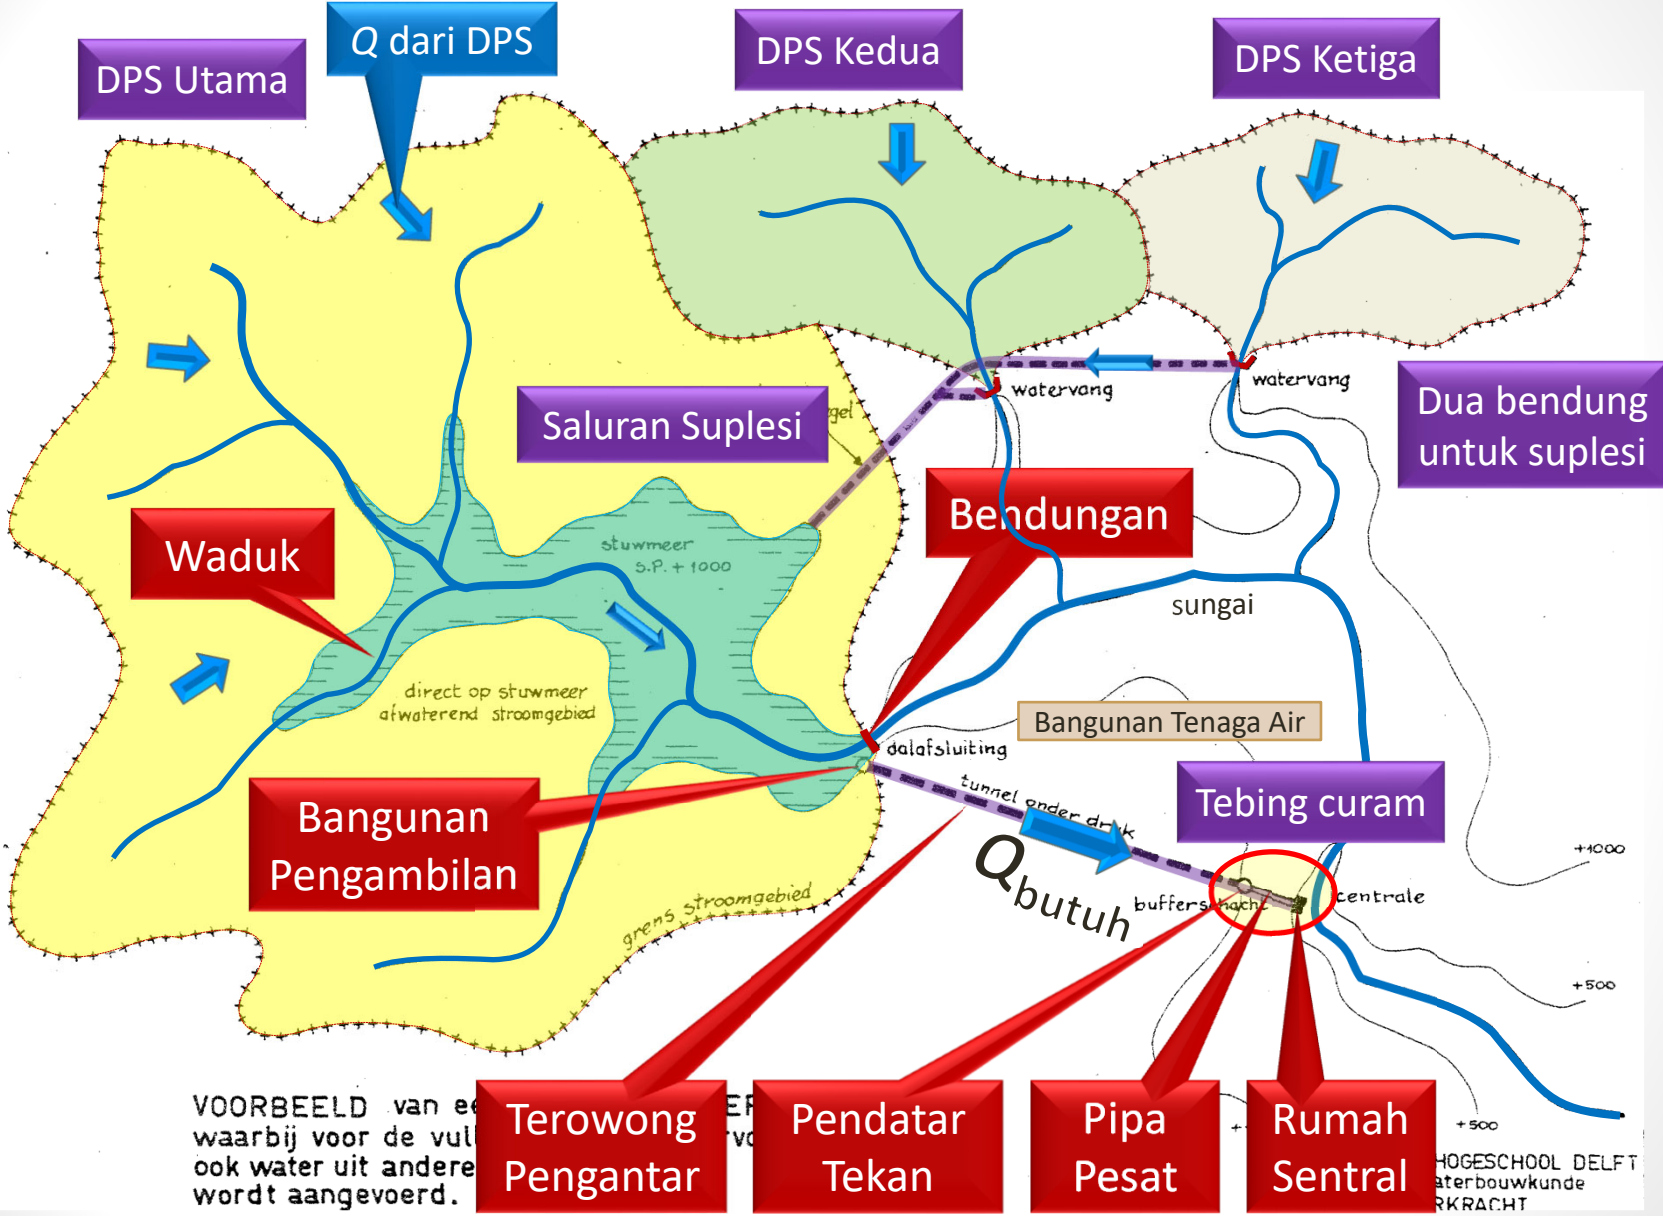 DPS Utama
Q dari DPS
DPS Kedua
DPS Ketiga
watervang
watervang
Dua bendung
untuk suplesi
Saluran Suplesi
Bendungan
Waduk
stuwmeer
S.P. + 1000
sungai
direct op stuwmeer
afwaterend stroomgebied
Bangunan Tenaga Air
dalafsluiting
tunnel onder druk
Tebing curam
Bangunan
Pengambilan
Qbutuh
+1000
centrale
grens stroomgebied
+500
+500
VOORBEELD van
waarbij voor de
ook water uit andere
wordt aangevoerd.
Terowong
Pengantar
Pendatar
Tekan
Pipa
Pesat
Rumah
Sentral
HOGESCHOOL DELFT